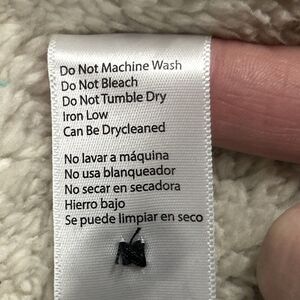 Do Not Machine Wash
Do Not Bleach
Do Not Tumble Dry
Iron Low
Can Be Drycleaned
No lavar a máquina
No usa blanqueador
No secar en secadora
Hierro bajo
Se puede limpiar en seco